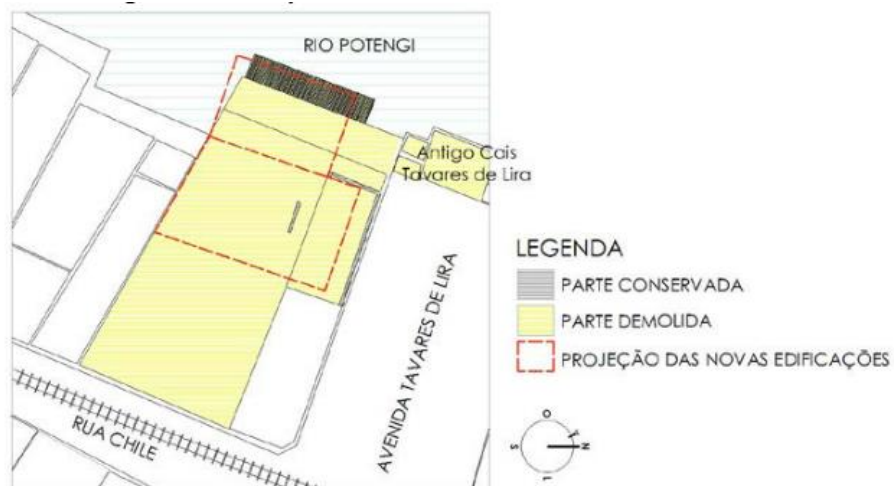 RIO POTENGI
Antigo Cais
Tavares de Lira
AVENIDA TAVARES DE LIRA
RUA CHILE
LEGENDA
PARTE CONSERVADA
PARTE DEMOLIDA
PROJEÇÃO DAS NOVAS EDIFICAÇÕES
O
S
N
L